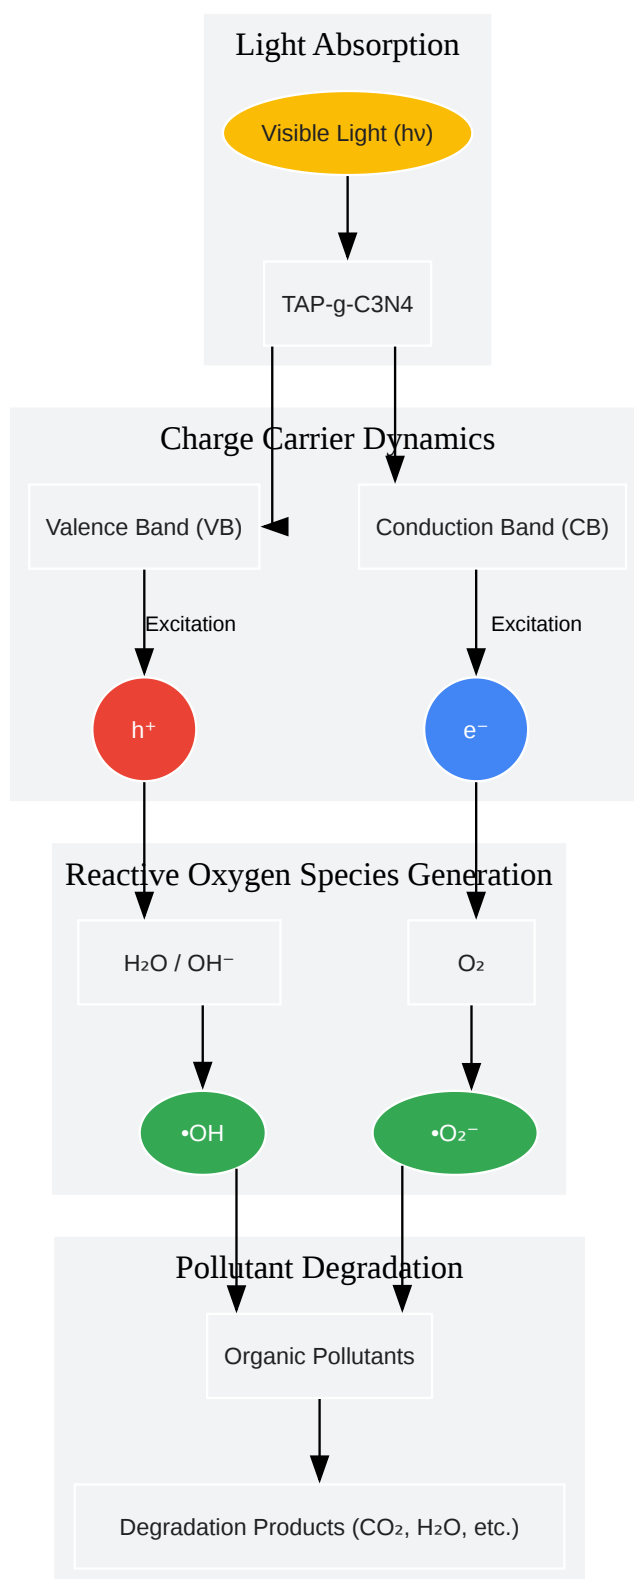 Light Absorption
Visible Light (hν)
TAP-g-C3N4
Charge Carrier Dynamics
Valence Band (VB)
Conduction Band (CB)
Excitation
Excitation
h⁺
e⁻
Reactive Oxygen Species Generation
H₂O / OH⁻
O₂
•OH
•O₂⁻
Pollutant Degradation
Organic Pollutants
Degradation Products (CO₂, H₂O, etc.)